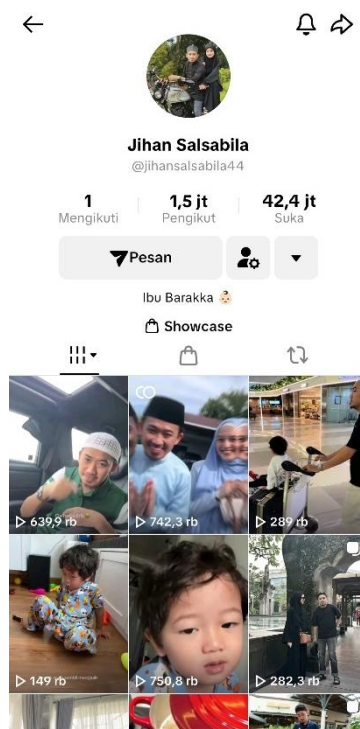 Jihan Salsabila
@jihansalsabila44
1 1,5 jt 42,4 jt
Mengikuti Pengikut Suka
Pesan
Ibu Barakka
Showcase
639,9 rb 742,3 rb 289 rb
149 rb 750,8 rb 282,3 rb